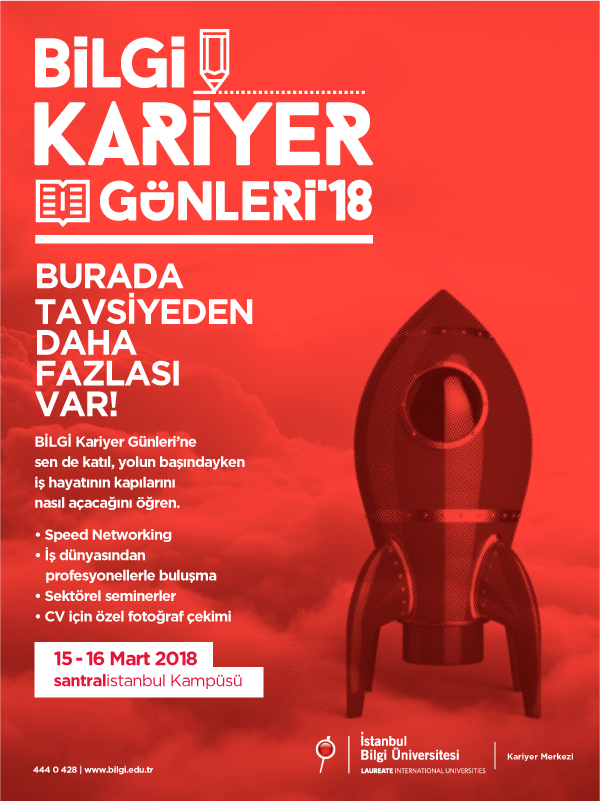 BiLGi
KARİYER
GÜNLERİ'18
BURADA
TAVSİYEDEN
DAHA
FAZLASI
VAR!
BİLGİ Kariyer Günleri'ne
sen de katıl, yolun başındayken
iş hayatının kapılarını
nasıl açacağını öğren.
• Speed Networking
• İş dünyasından
profesyonellerle buluşma
• Sektörel seminerler
• CV için özel fotoğraf çekimi
15 - 16 Mart 2018
santralistanbul Kampüsü
444 0 428 | www.bilgi.edu.tr
İstanbul
Bilgi Üniversitesi
LAUREATE INTERNATIONAL UNIVERSITIES
Kariyer Merkezi